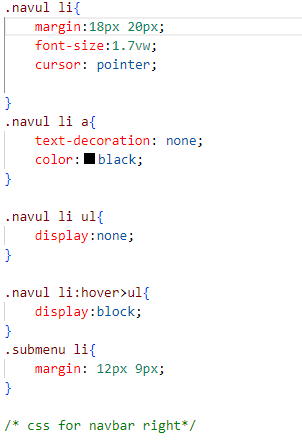 .navul li{
    margin:18px 20px;
    font-size:1.7vw;
    cursor: pointer;
}
.navul li a{
    text-decoration: none;
    color: black;
}
.navul li ul{
    display:none;
}
.navul li:hover>ul{
    display:block;
}
.submenu li{
    margin: 12px 9px;
}
/* css for navbar right*/